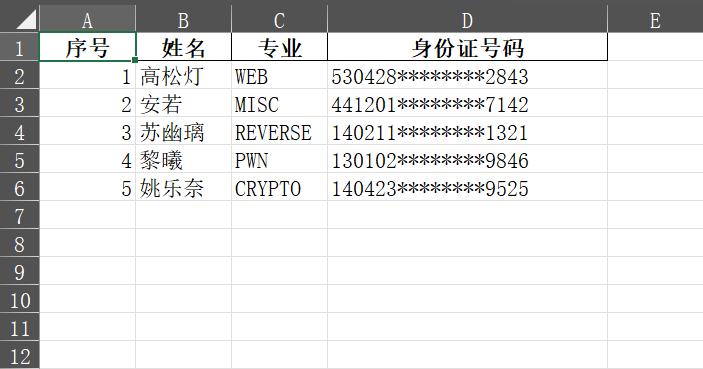 A B C D E
1 序号 姓名 专业 身份证号码
2 1 高松灯 WEB 530428********2843
3 2 安若 MISC 441201********7142
4 3 苏幽璃 REVERSE 140211********1321
5 4 黎曦 PWN 130102********9846
6 5 姚乐奈 CRYPTO 140423********9525
7
8
9
10
11
12